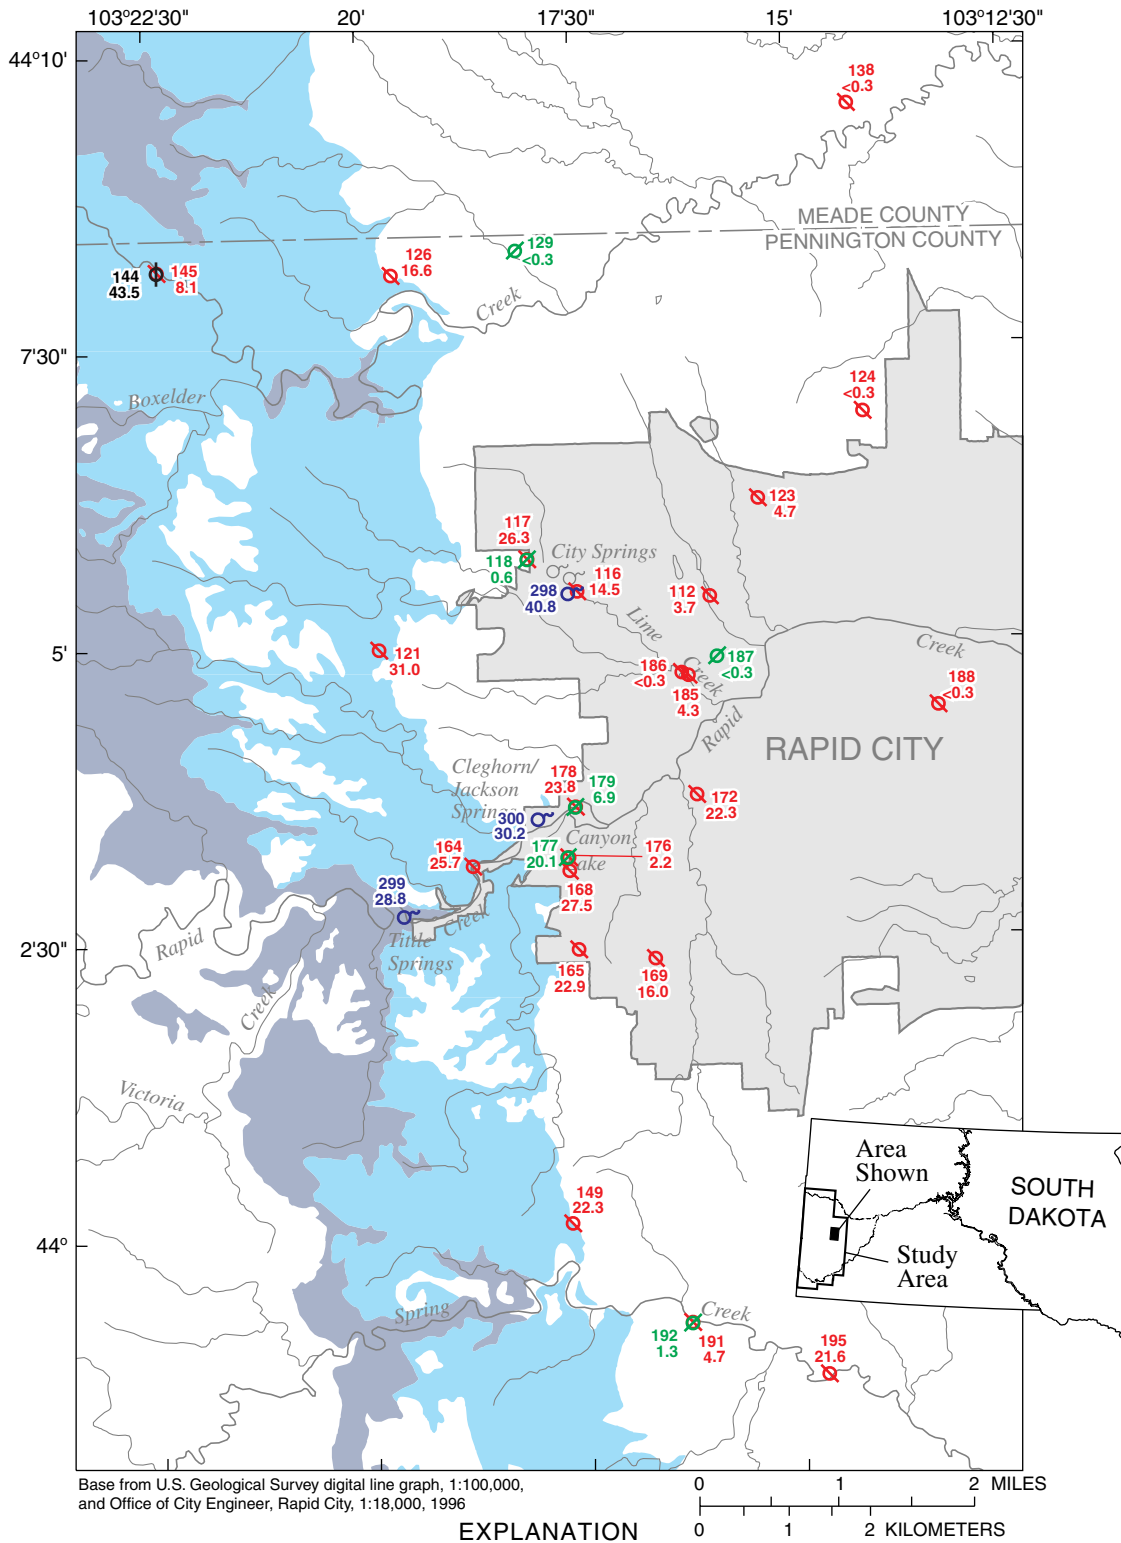 103°22'30"
20'
17'30"
15'
103°12'30"
44°10'
138
<0.3
MEADE COUNTY
PENNINGTON COUNTY
129
<0.3
126
16.6
144
43.5
145
8.1
Creek
7'30"
Boxelder
124
<0.3
123
4.7
117
26.3
118
0.6
City Springs
116
14.5
298
40.8
112
3.7
Lime
Creek
5'
121
31.0
186
<0.3
185
4.3
187
<0.3
Creek
188
<0.3
Rapid
RAPID CITY
Cleghorn/
Jackson
Springs
178
23.8
179
6.9
172
22.3
300
30.2
Canyon
Lake
177
20.1
176
2.2
164
25.7
168
27.5
299
28.8
Creek
Tittle
Springs
Rapid
2'30"
165
22.9
169
16.0
Creek
Victoria
149
22.3
44°
Spring
Creek
192
1.3
191
4.7
195
21.6
Area
Shown
SOUTH
DAKOTA
Study
Area
Base from U.S. Geological Survey digital line graph, 1:100,000,
and Office of City Engineer, Rapid City, 1:18,000, 1996
0 1 2 MILES
0 1 2 KILOMETERS
EXPLANATION